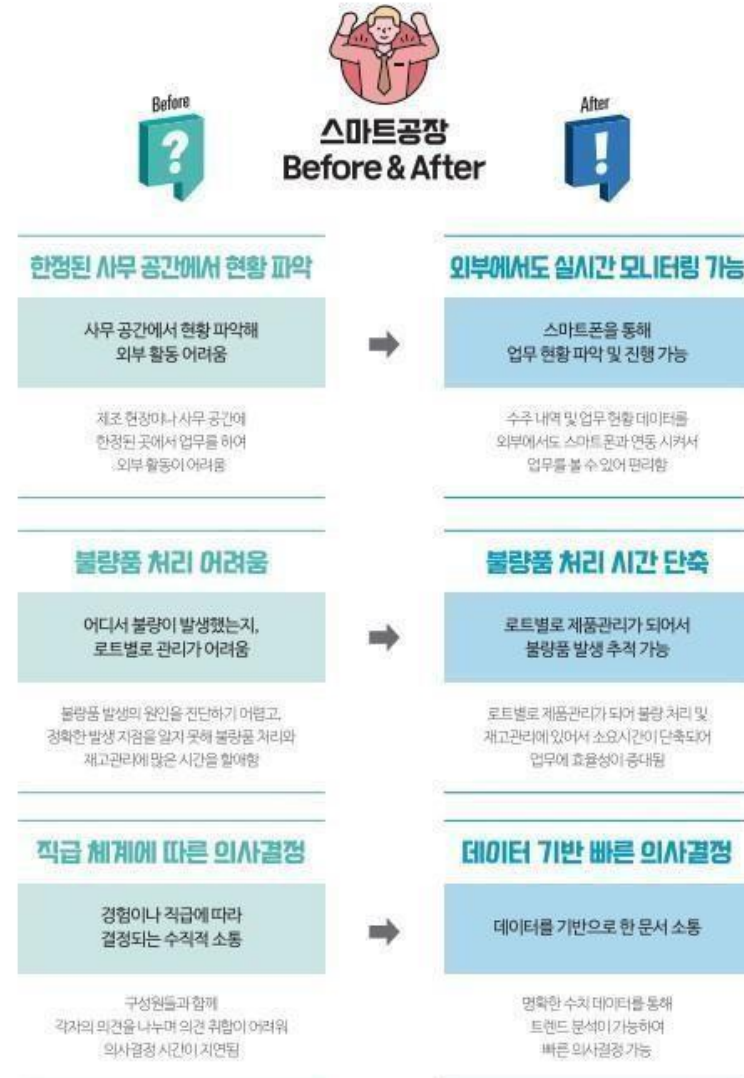 Before
After
스마트공장
Before & After
한정된 사무 공간에서 현황 파악
외부에서도 실시간 모니터링 가능
사무 공간에서 현황 파악해
외부 활동 어려움
스마트폰을 통해
업무 현황 파악 및 진행 가능
제조 현장이나 사무 공간에
한정된 곳에서 업무를 하여
외부 활동이 어려움
수주 내역 및 업무 현황 데이터를
외부에서도 스마트폰과 연동 시켜서
업무를 볼 수 있어 편리함
불량품 처리 어려움
불량품 처리 시간 단축
어디서 불량이 발생했는지,
로트별로 관리가 어려움
로트별로 제품관리가 되어서
불량품 발생 추적 가능
불량품 발생의 원인을 진단하기 어렵고,
정확한 발생 지점을 알지 못해 불량품 처리와
재고관리에 많은 시간을 할애함
로트별로 제품관리가 되어 불량 처리 및
재고관리에 있어서 소요시간이 단축되어
업무에 효율성이 증대됨
직급 체계에 따른 의사결정
데이터 기반 빠른 의사결정
경험이나 직급에 따라
결정되는 수직적 소통
데이터를 기반으로 한 문서 소통
구성원들과 함께
각자의 의견을 나누며 의견 취합이 어려워
의사결정 시간이 지연됨
명확한 수치 데이터를 통해
트렌드 분석이 가능하여
빠른 의사결정 가능